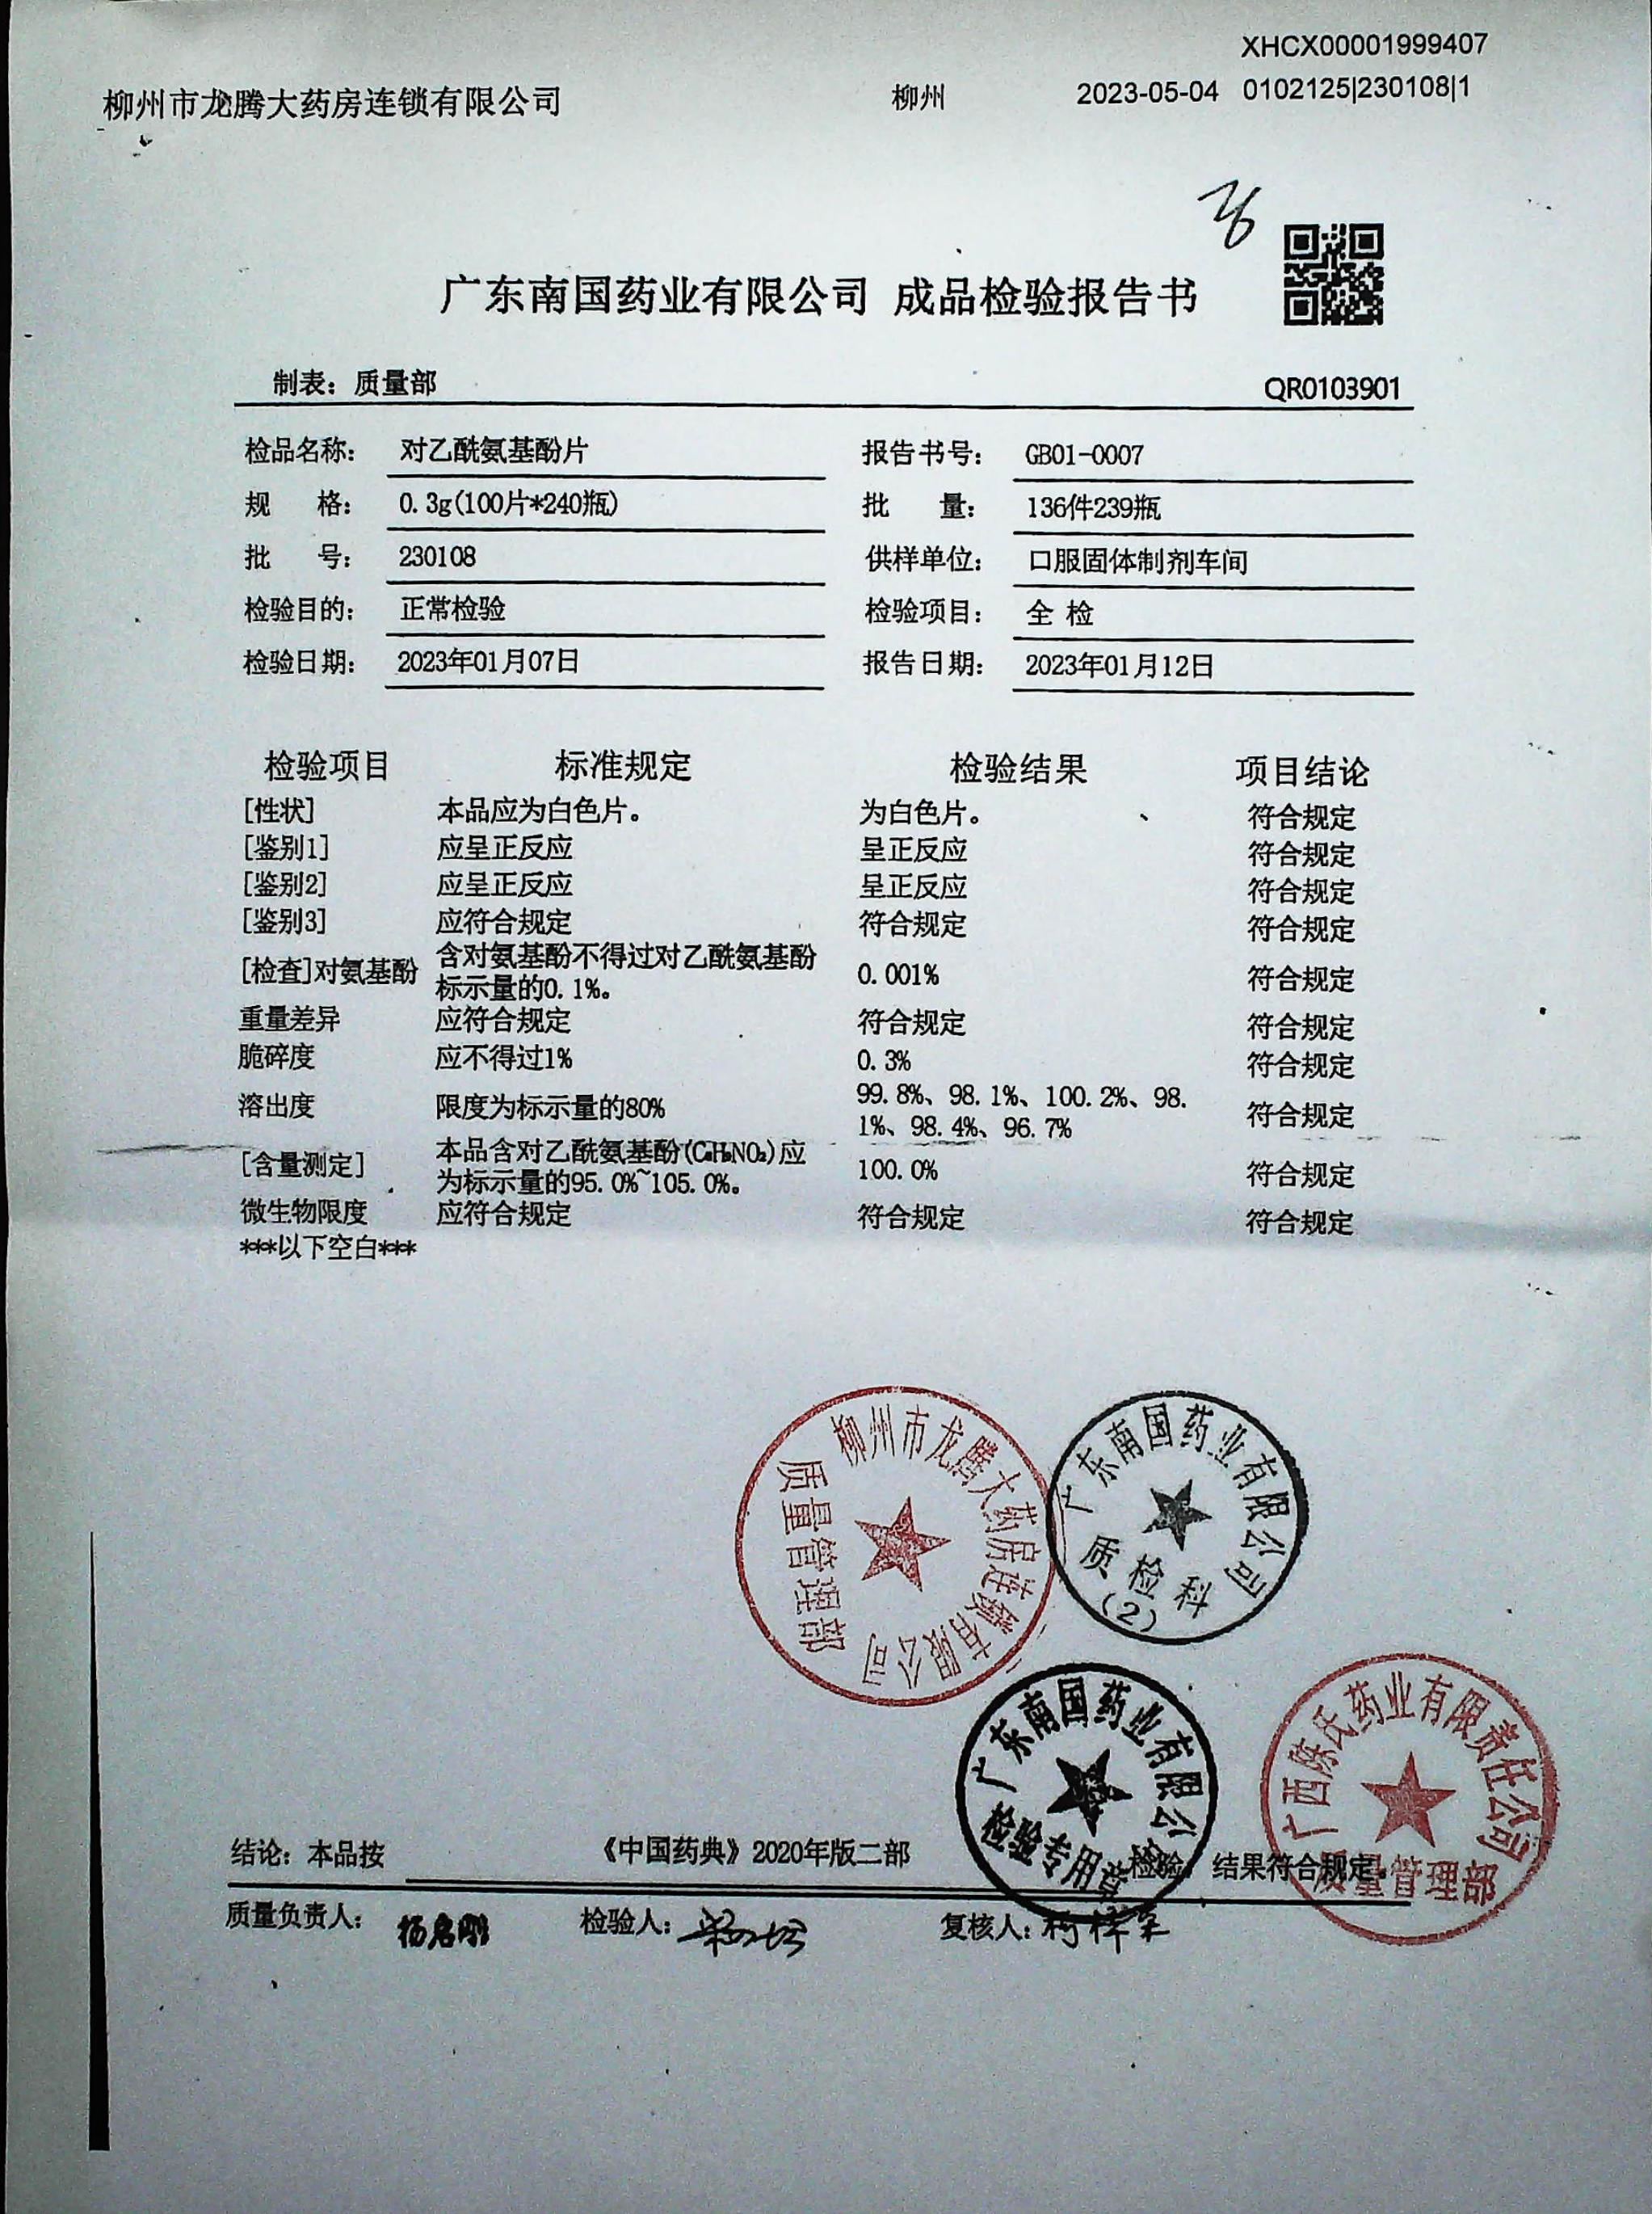 XHCX00001999407
柳州市龙腾大药房连锁有限公司 柳州 2023-05-04 0102125|230108|1
广东南国药业有限公司 成品检验报告书
制表：质量部 QR0103901
检品名称： 对乙酰氨基酚片 报告书号： GB01-0007
规 格： 0.3g(100片*240瓶) 批 量： 136件239瓶
批 号： 230108 供样单位： 口服固体制剂车间
检验目的： 正常检验 检验项目： 全 检
检验日期： 2023年01月07日 报告日期： 2023年01月12日
检验项目 标准规定 检验结果 项目结论
[性状] 本品应为白色片。 为白色片。 符合规定
[鉴别1] 应呈正反应 呈正反应 符合规定
[鉴别2] 应呈正反应 呈正反应 符合规定
[鉴别3] 应符合规定 符合规定 符合规定
[检查]对氨基酚 含对氨基酚不得过对乙酰氨基酚 0.001% 符合规定
标示量的0.1%。
重量差异 应符合规定 符合规定 符合规定
脆碎度 应不得过1% 0.3% 符合规定
溶出度 限度为标示量的80% 99.8%、98.1%、100.2%、98. 符合规定
1%、98.4%、96.7%
[含量测定] 本品含对乙酰氨基酚(C₈H₉NO₂)应 100.0% 符合规定
为标示量的95.0%~105.0%。
微生物限度 应符合规定 符合规定 符合规定
***以下空白***
柳州市龙腾大药房连锁有限公司
质量管理部
广东南国药业有限公司
质检科
(2)
广东南国药业有限公司
检验专用章
广西陈氏药业有限责任公司
质量管理部
结论：本品按 《中国药典》2020年版二部 检验，结果符合规定。
质量负责人： 杨启刚 检验人： 复核人：